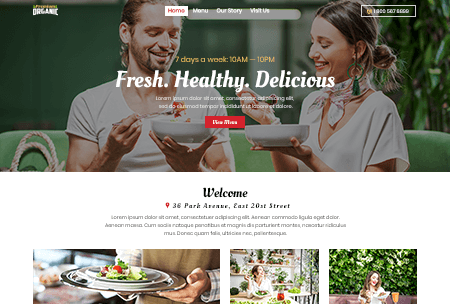 ORGANIC
Home Menu Our Story Visit Us
1 800 567 8899
7 days a week: 10AM – 10PM
Fresh. Healthy. Delicious
Lorem ipsum dolor sit amet, consectetur adipiscing elit,
sed do eiusmod tempor incididunt ut labore et dolore.
View Menu
Welcome
36 Park Avenue, East 21st Street
Lorem ipsum dolor sit amet, consectetuer adipiscing elit. Aenean commodo ligula eget dolor.
Aenean massa. Cum sociis natoque penatibus et magnis dis parturient montes, nascetur ridiculus
mus. Donec quam felis, ultricies nec, pellentesque.